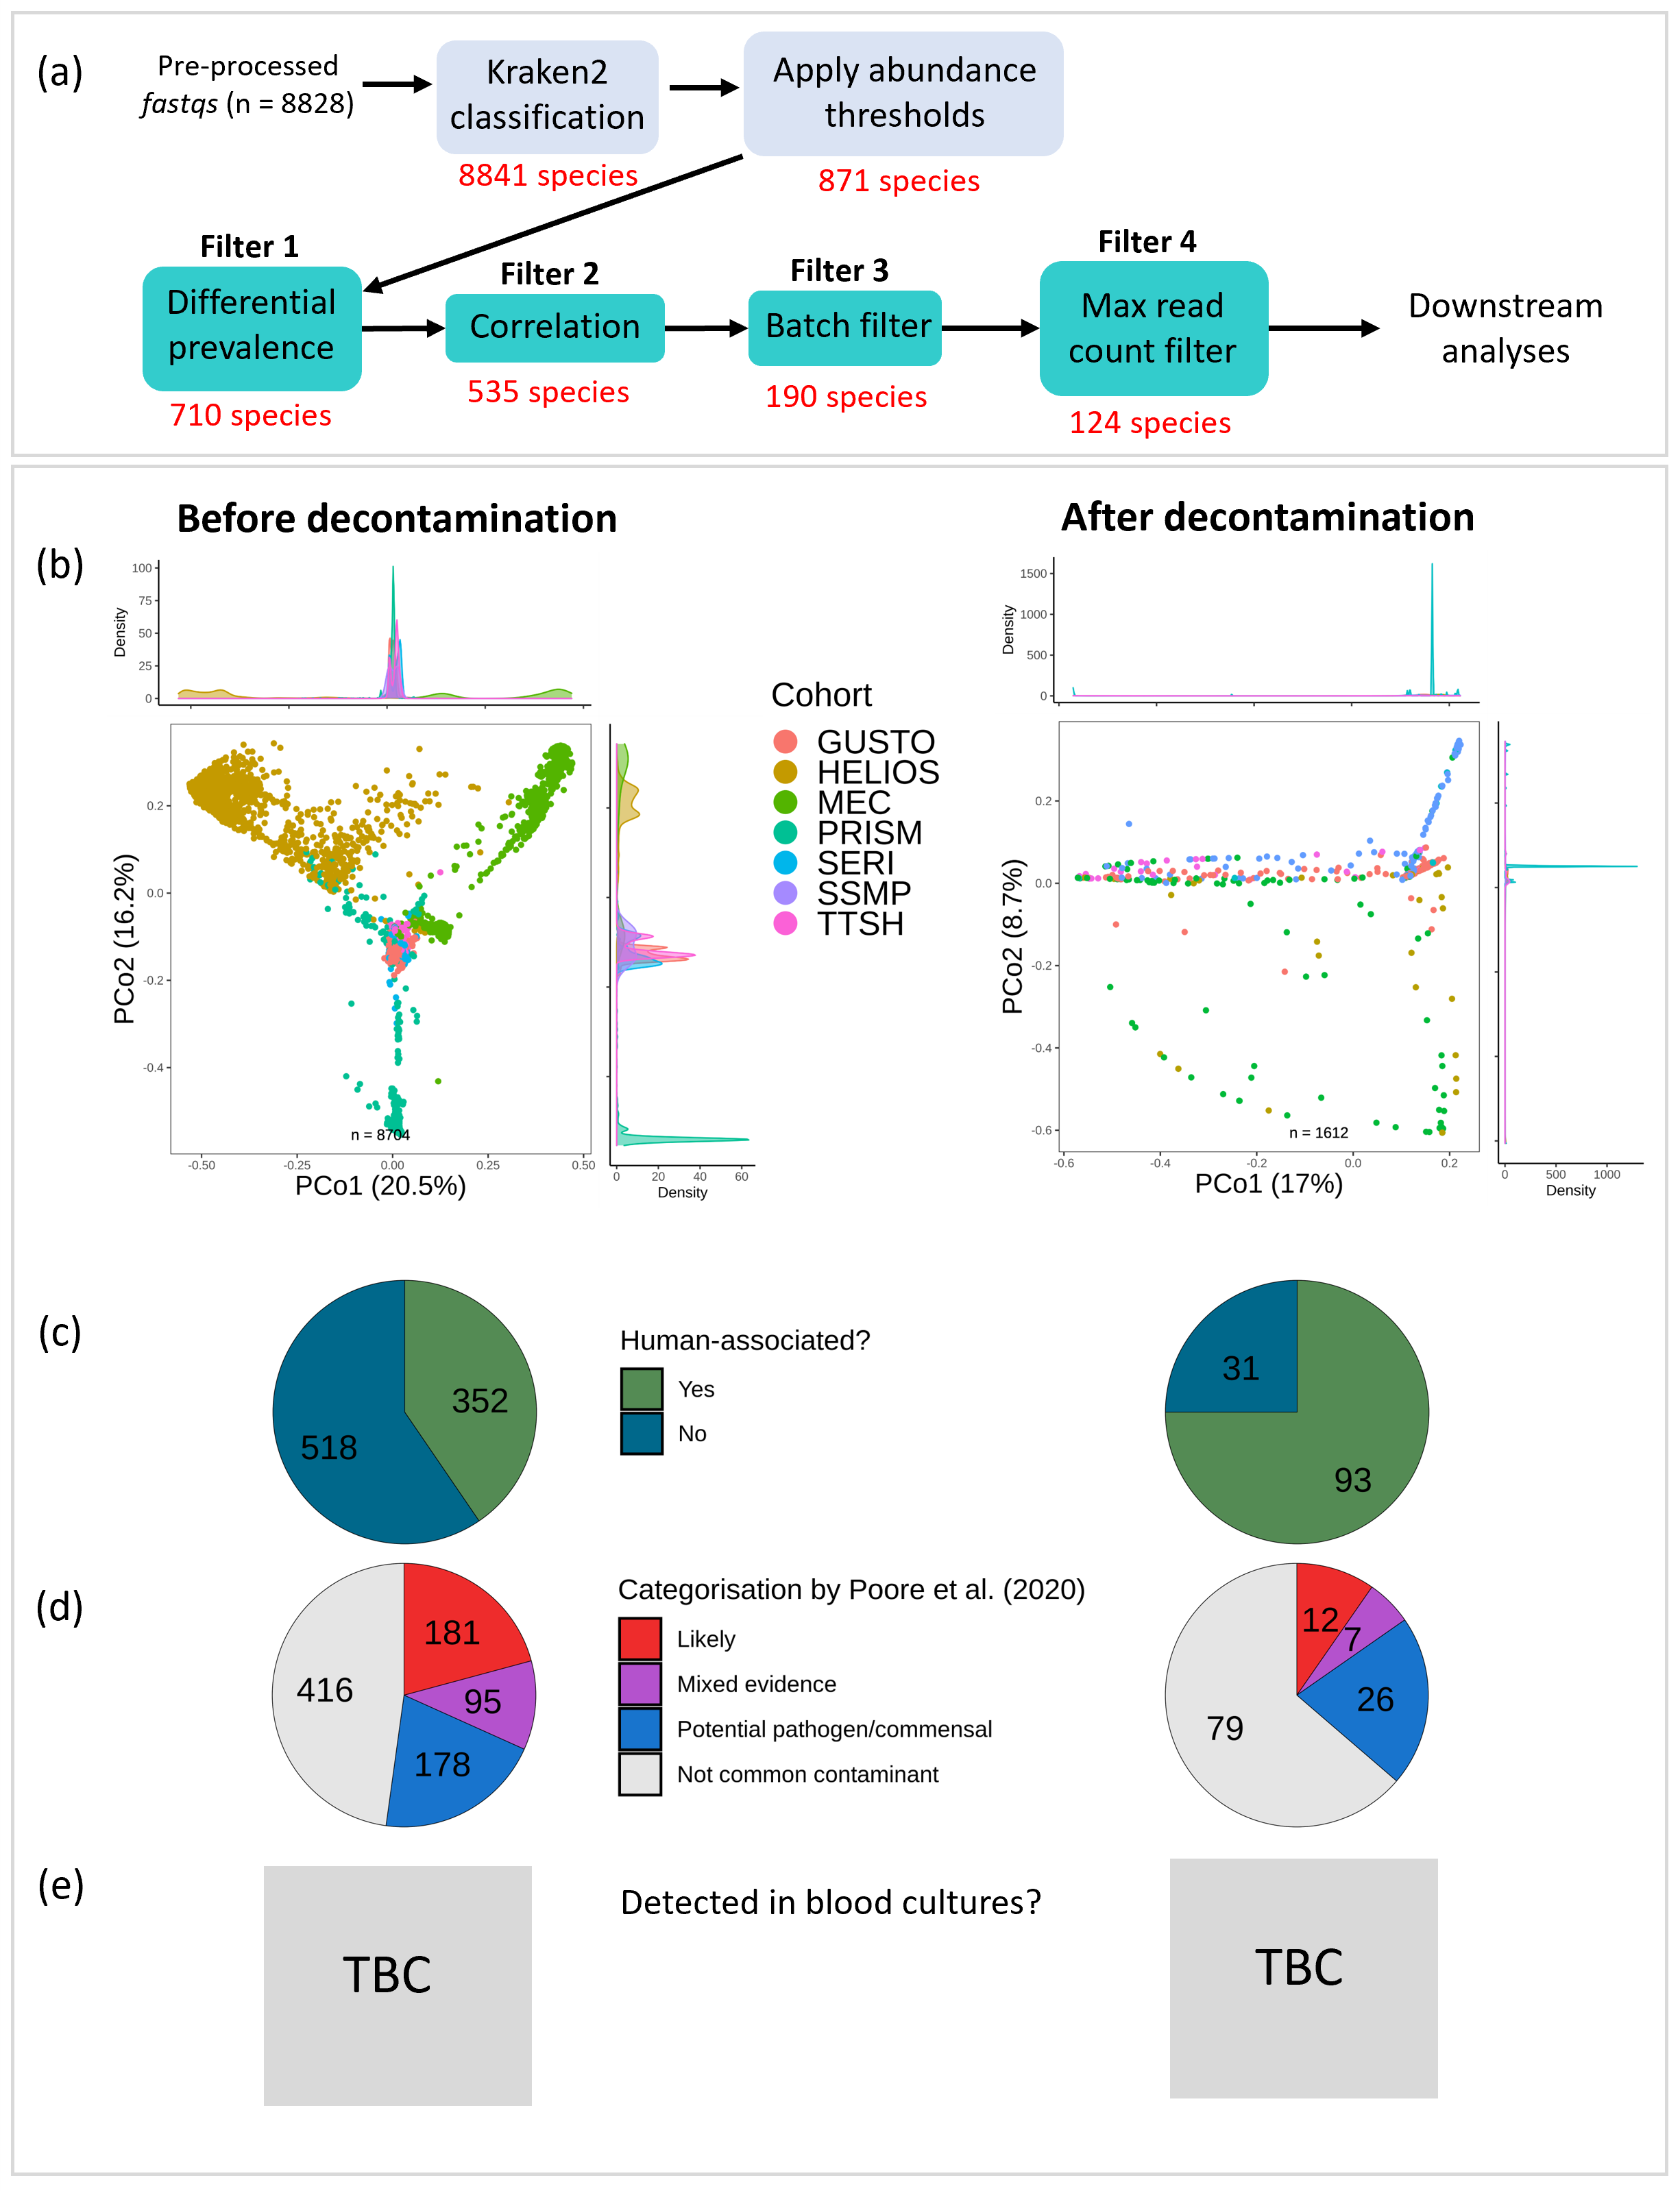 (a)
Pre-processed
fastqs (n = 8828)
Kraken2
classification
8841 species
Apply abundance
thresholds
871 species
Filter 1
Differential
prevalence
710 species
Filter 2
Correlation
535 species
Filter 3
Batch filter
190 species
Filter 4
Max read
count filter
124 species
Downstream
analyses
Before decontamination
After decontamination
(b)
100
75
50
25
0
Density
0.2
0.0
-0.2
-0.4
PCo2 (16.2%)
n = 8704
-0.50
-0.25
0.00
0.25
0.50
PCo1 (20.5%)
0
20
40
60
Density
Cohort
GUSTO
HELIOS
MEC
PRISM
SERI
SSMP
TTSH
1500
1000
500
0
Density
0.2
0.0
-0.2
-0.4
-0.6
PCo2 (8.7%)
n = 1612
-0.6
-0.4
-0.2
0.0
0.2
PCo1 (17%)
0
500
1000
Density
(c)
518
352
Human-associated?
Yes
No
31
93
(d)
181
95
178
416
Categorisation by Poore et al. (2020)
Likely
Mixed evidence
Potential pathogen/commensal
Not common contaminant
12
7
26
79
(e)
TBC
Detected in blood cultures?
TBC